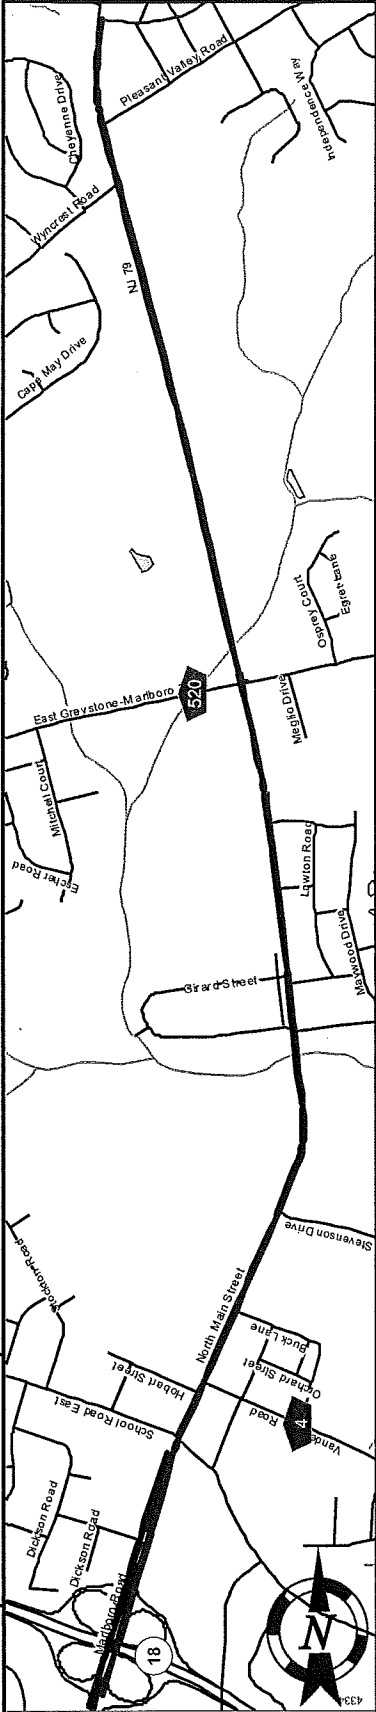 Cheyenne Drive
Pleasant Valley Road
Independence Way
Wyncrest Road
NJ 79
Cape May Drive
Osprey Court
Egret Lane
520
East Greystone-Marlboro
Meglio Drive
Mitchell Court
Escher Road
Lawton Road
Maywood Drive
Girard Street
Stevenson Drive
Stockton Road
North Main Street
Buck Lane
Orchard Street
Hobart Street
School Road East
4
Road
Dickson Road
Dickson Road
Marlboro Road
18
N